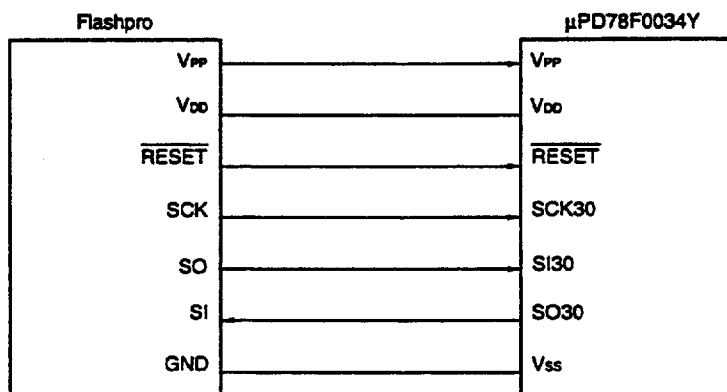 Flashpro μPD78F0034Y
VPP VPP
VDD VDD
RESET RESET
SCK SCK30
SO SI30
SI SO30
GND VSS